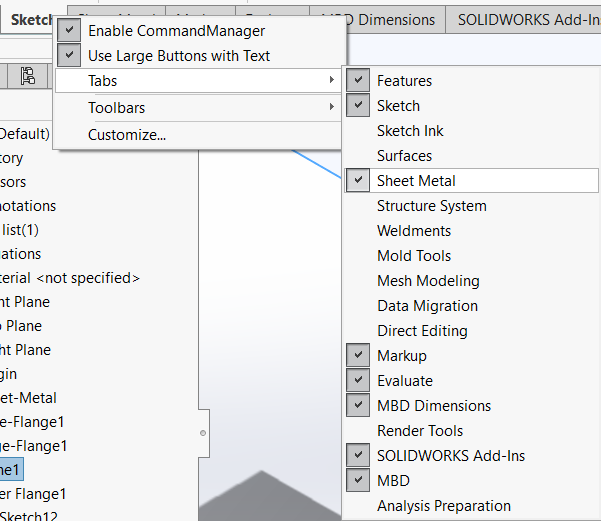 Sketch
MBD Dimensions
SOLIDWORKS Add-Ins
Enable CommandManager
Use Large Buttons with Text
Tabs
Toolbars
Customize...
Features
Sketch
Sketch Ink
Surfaces
Sheet Metal
Structure System
Weldments
Mold Tools
Mesh Modeling
Data Migration
Direct Editing
Markup
Evaluate
MBD Dimensions
Render Tools
SOLIDWORKS Add-Ins
MBD
Analysis Preparation
Default)
tory
sors
notations
list(1)
ations
terial <not specified>
nt Plane
p Plane
ht Plane
gin
et-Metal
e-Flange1
ge-Flange1
ne1
er Flange1
Sketch12